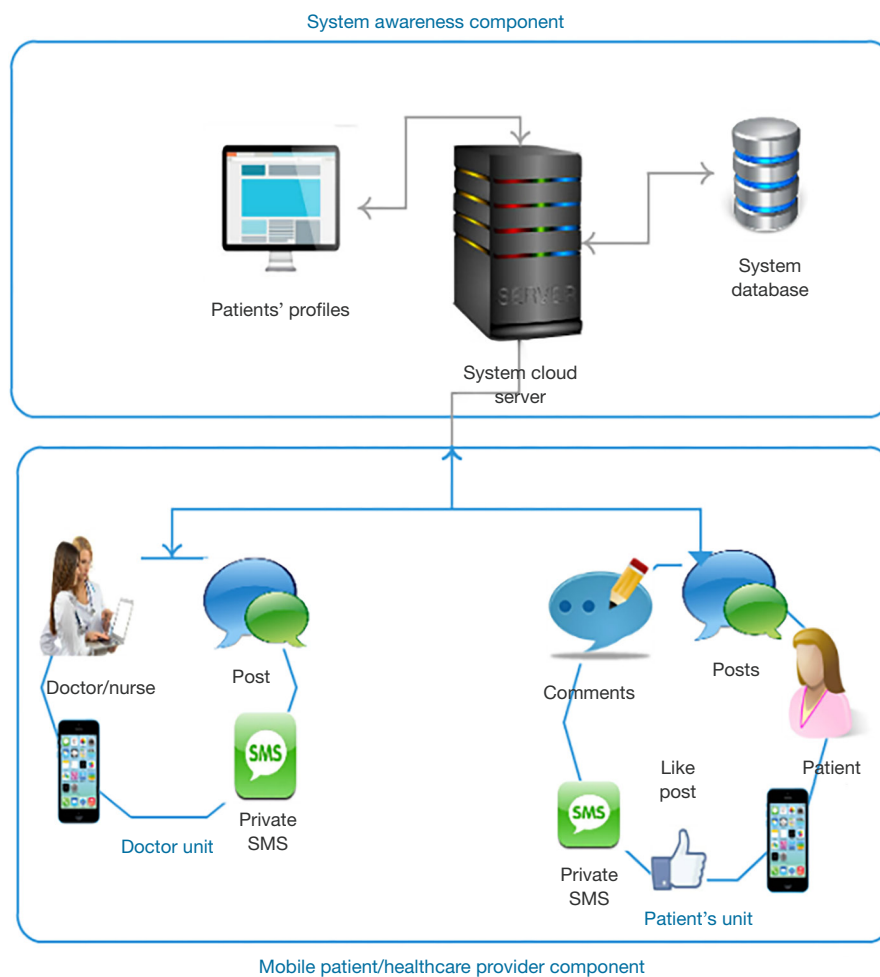 System awareness component
SERVER
Patients’ profiles
System
database
System cloud
server
Doctor/nurse
Post
SMS
Private
SMS
Doctor unit
Comments
Posts
Patient
Like
post
SMS
Private
SMS
Patient’s unit
Mobile patient/healthcare provider component